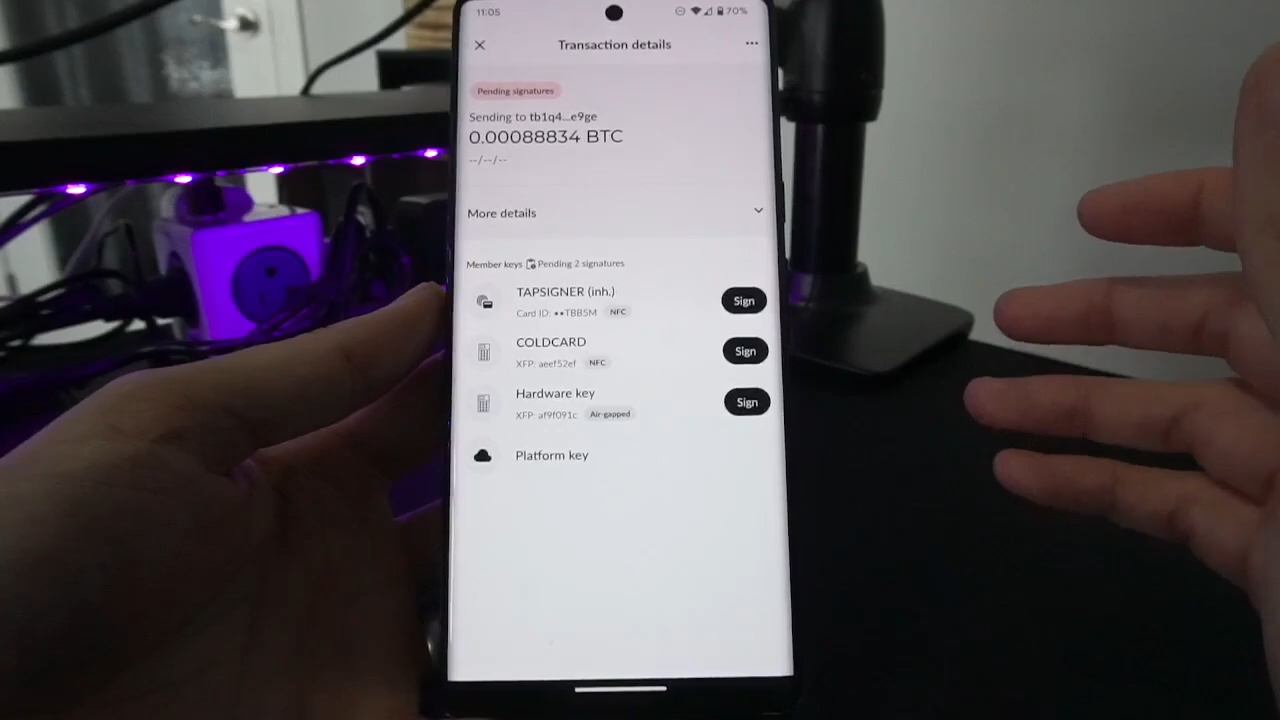 11:05
70%
Transaction details
Pending signatures
Sending to tb1q4...e9ge
0.00088834 BTC
--/--/--
More details
Member keys Pending 2 signatures
TAPSIGNER (inh.)
Card ID: ••TBB5M NFC
Sign
COLDCARD
XFP: aeef52ef NFC
Sign
Hardware key
XFP: af9f091c Air-gapped
Sign
Platform key